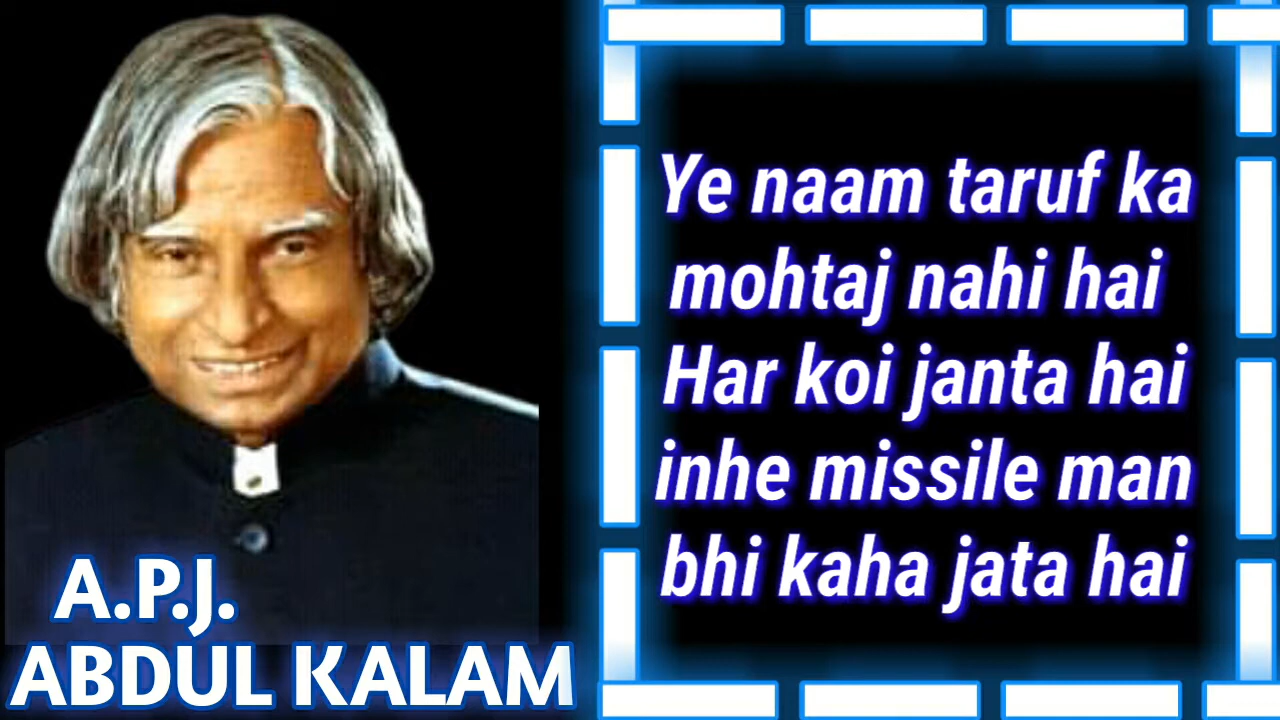 A.P.J.
ABDUL KALAM
Ye naam taruf ka
mohtaj nahi hai
Har koi janta hai
inhe missile man
bhi kaha jata hai